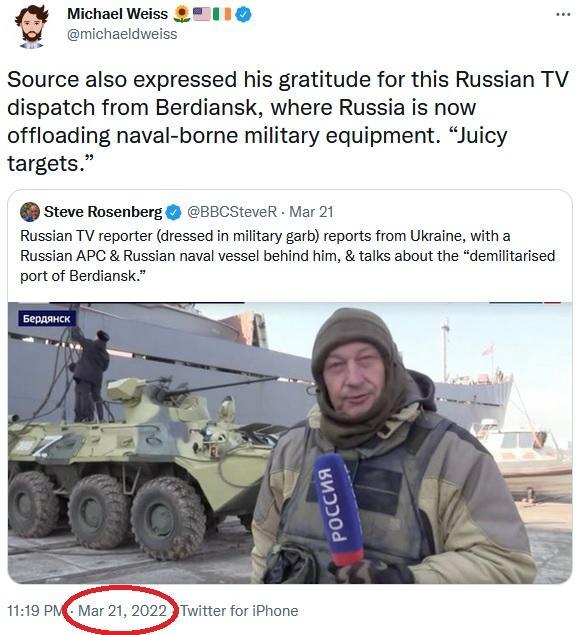 Michael Weiss
@michaeldweiss
Source also expressed his gratitude for this Russian TV
dispatch from Berdiansk, where Russia is now
offloading naval-borne military equipment. “Juicy
targets.”
Steve Rosenberg @BBCSteveR · Mar 21
Russian TV reporter (dressed in military garb) reports from Ukraine, with a
Russian APC & Russian naval vessel behind him, & talks about the “demilitarised
port of Berdiansk.”
Бердянск
РОССИЯ
11:19 PM · Mar 21, 2022 · Twitter for iPhone